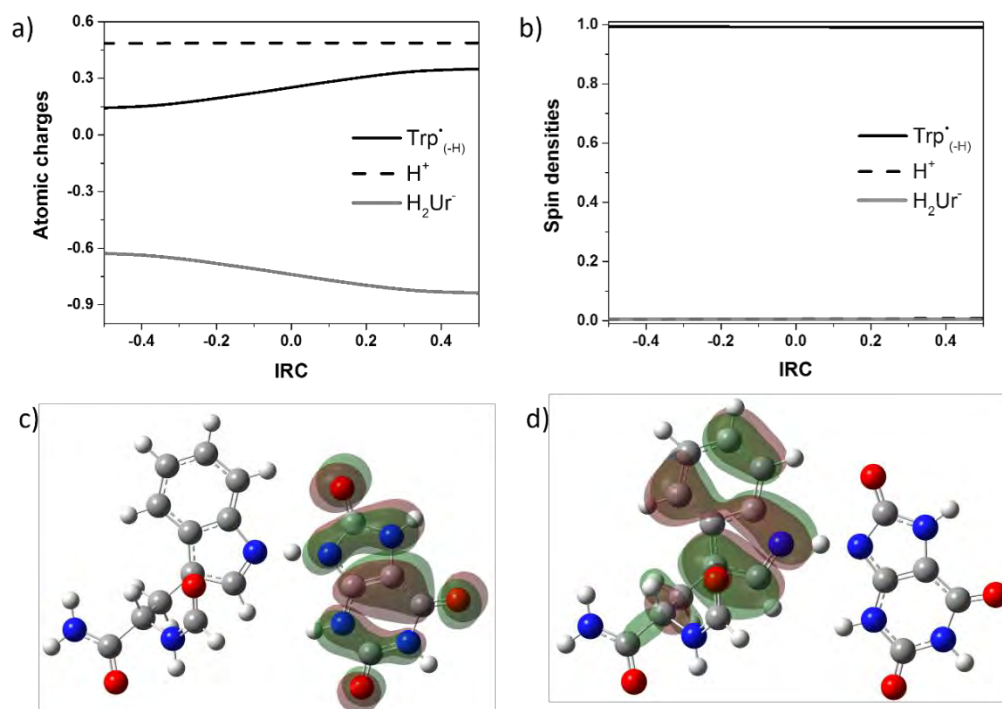 a)
Atomic charges
0.6
0.3
0.0
-0.3
-0.6
-0.9
Trp•(-H)
H+
H2Ur-
-0.4 -0.2 0.0 0.2 0.4
IRC
b)
Spin densities
1.0
0.8
0.6
0.4
0.2
0.0
Trp•(-H)
H+
H2Ur-
-0.4 -0.2 0.0 0.2 0.4
IRC
c)
d)